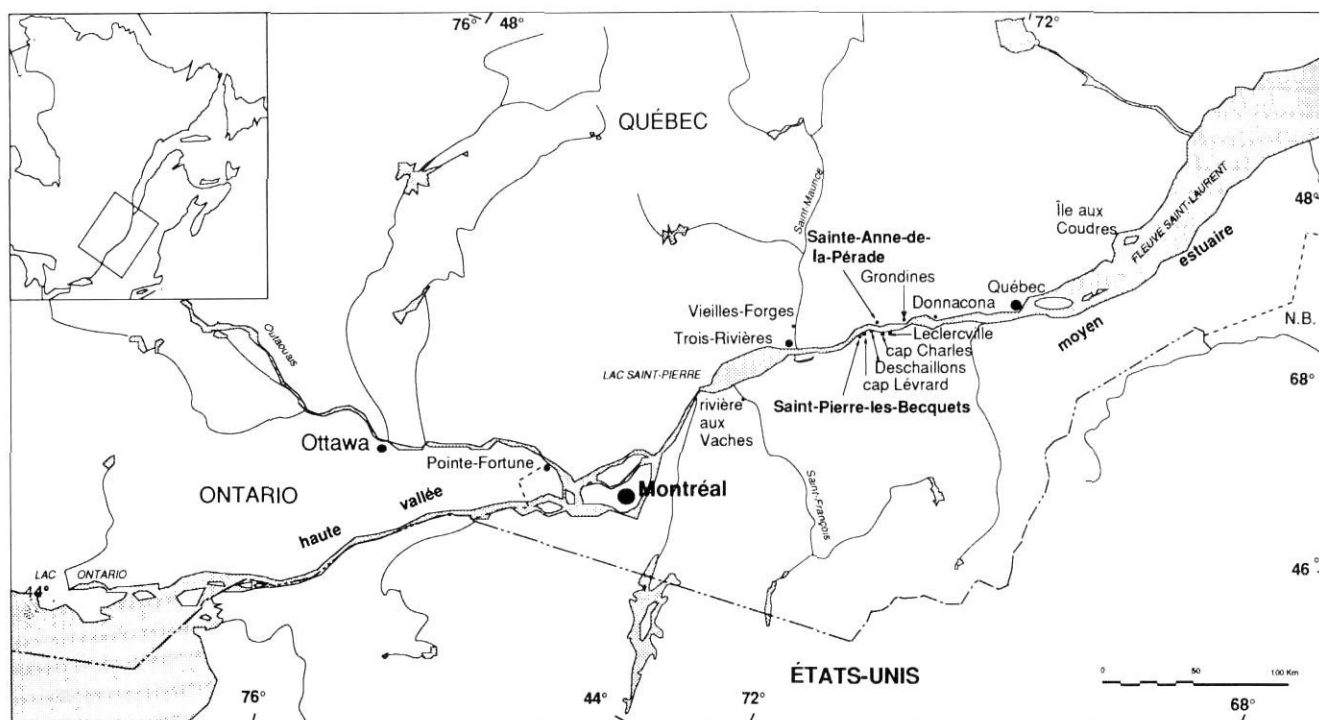 76° 48°
72°
QUÉBEC
Saint-Maurice
Sainte-Anne-de-
la-Pérade
Grondines
Donnacona
Québec
Île aux
Coudres
FLEUVE SAINT-LAURENT
estuaire
moyen
48°
N.B.
68°
Outaouais
Vieilles-Forges
Trois-Rivières
LAC SAINT-PIERRE
Leclercville
cap Charles
Deschaillons
cap Lévrard
Saint-Pierre-les-Becquets
rivière
aux
Vaches
Saint-François
Ottawa
Pointe-Fortune
Montréal
ONTARIO
haute
vallée
LAC ONTARIO
44°
46°
ÉTATS-UNIS
0 50 100 Km
76°
44°
72°
68°